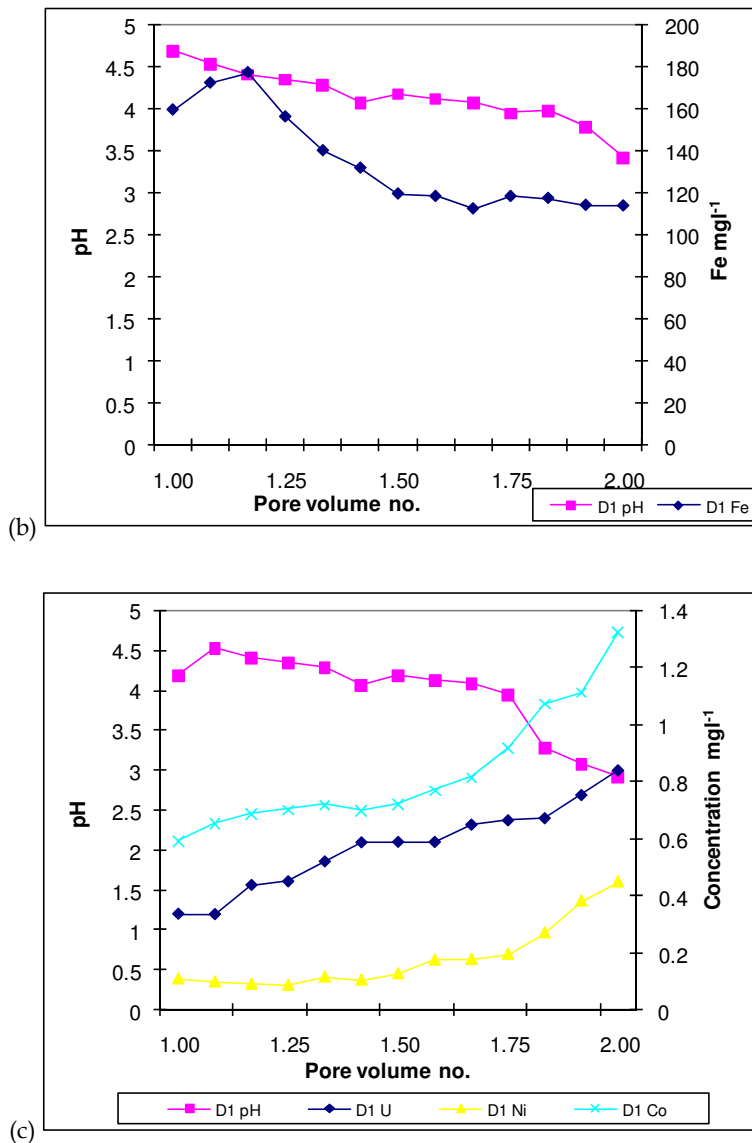 5 200
4.5 180
4 160
3.5 140
3 120
2.5 100
2 80
1.5 60
1 40
0.5 20
0 0
pH
Fe mgl-1
1.00 1.25 1.50 1.75 2.00
Pore volume no.
D1 pH D1 Fe
(b)
5 1.4
4.5
1.2
4
3.5 1
3
0.8
2.5
2 0.6
1.5
0.4
1
0.2
0.5
0 0
pH
Concentration mgl-1
1.00 1.25 1.50 1.75 2.00
Pore volume no.
D1 pH D1 U D1 Ni D1 Co
(c)